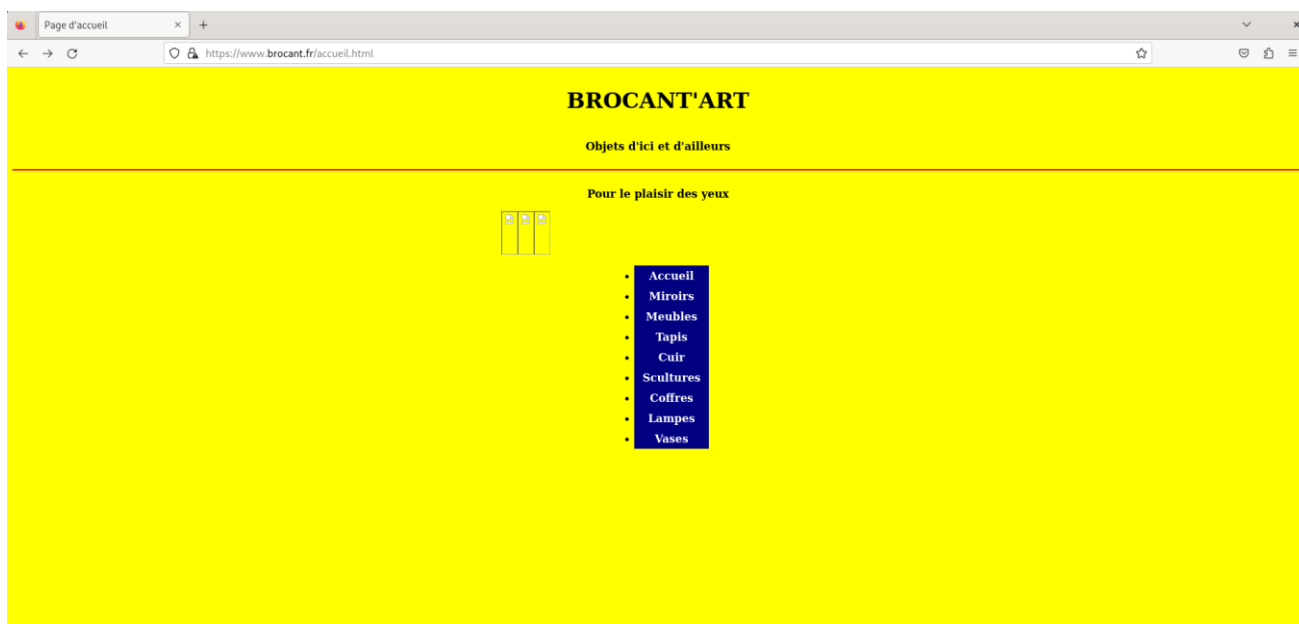 Page d'accueil
https://www.brocant.fr/accueil.html
BROCANT'ART
Objets d'ici et d'ailleurs
Pour le plaisir des yeux
Accueil
Miroirs
Meubles
Tapis
Cuir
Scultures
Coffres
Lampes
Vases